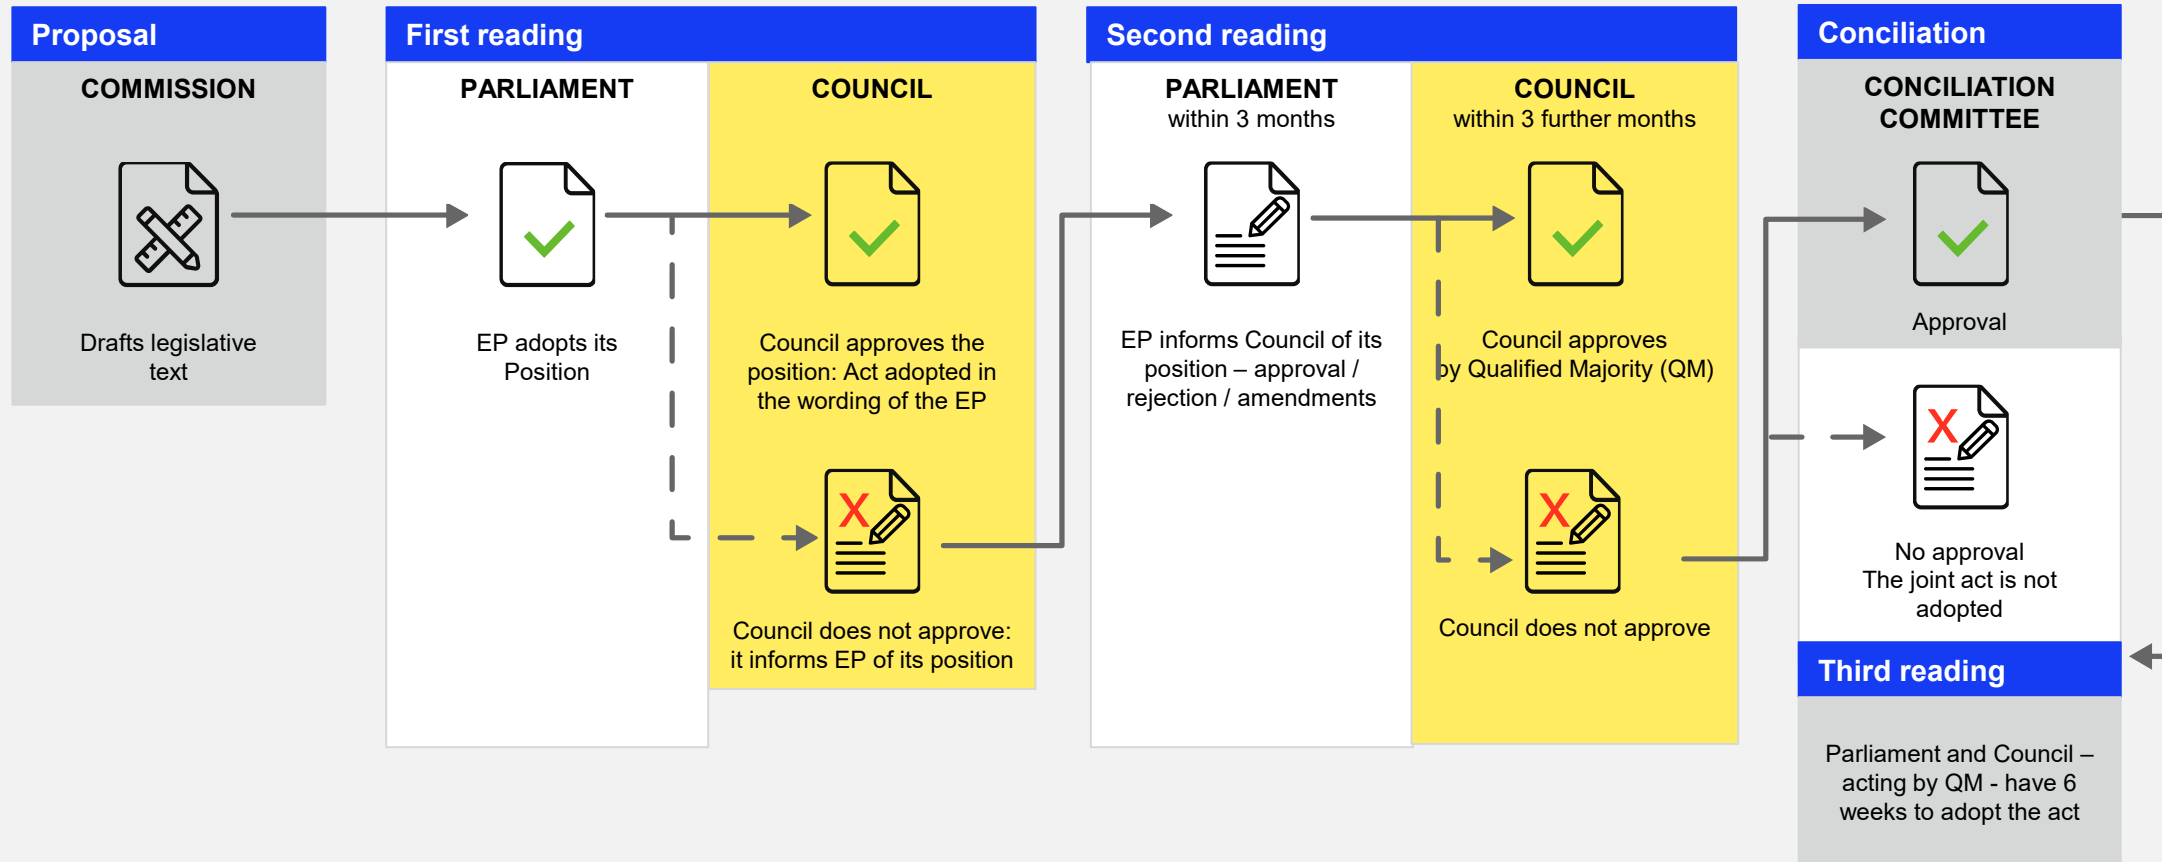 Proposal
COMMISSION
Drafts legislative
text
First reading
PARLIAMENT
EP adopts its
Position
COUNCIL
Council approves the
position: Act adopted in
the wording of the EP
X
Council does not approve:
it informs EP of its position
Second reading
PARLIAMENT
within 3 months
EP informs Council of its
position – approval /
rejection / amendments
COUNCIL
within 3 further months
Council approves
by Qualified Majority (QM)
X
Council does not approve
Conciliation
CONCILIATION
COMMITTEE
Approval
X
No approval
The joint act is not
adopted
Third reading
Parliament and Council –
acting by QM - have 6
weeks to adopt the act